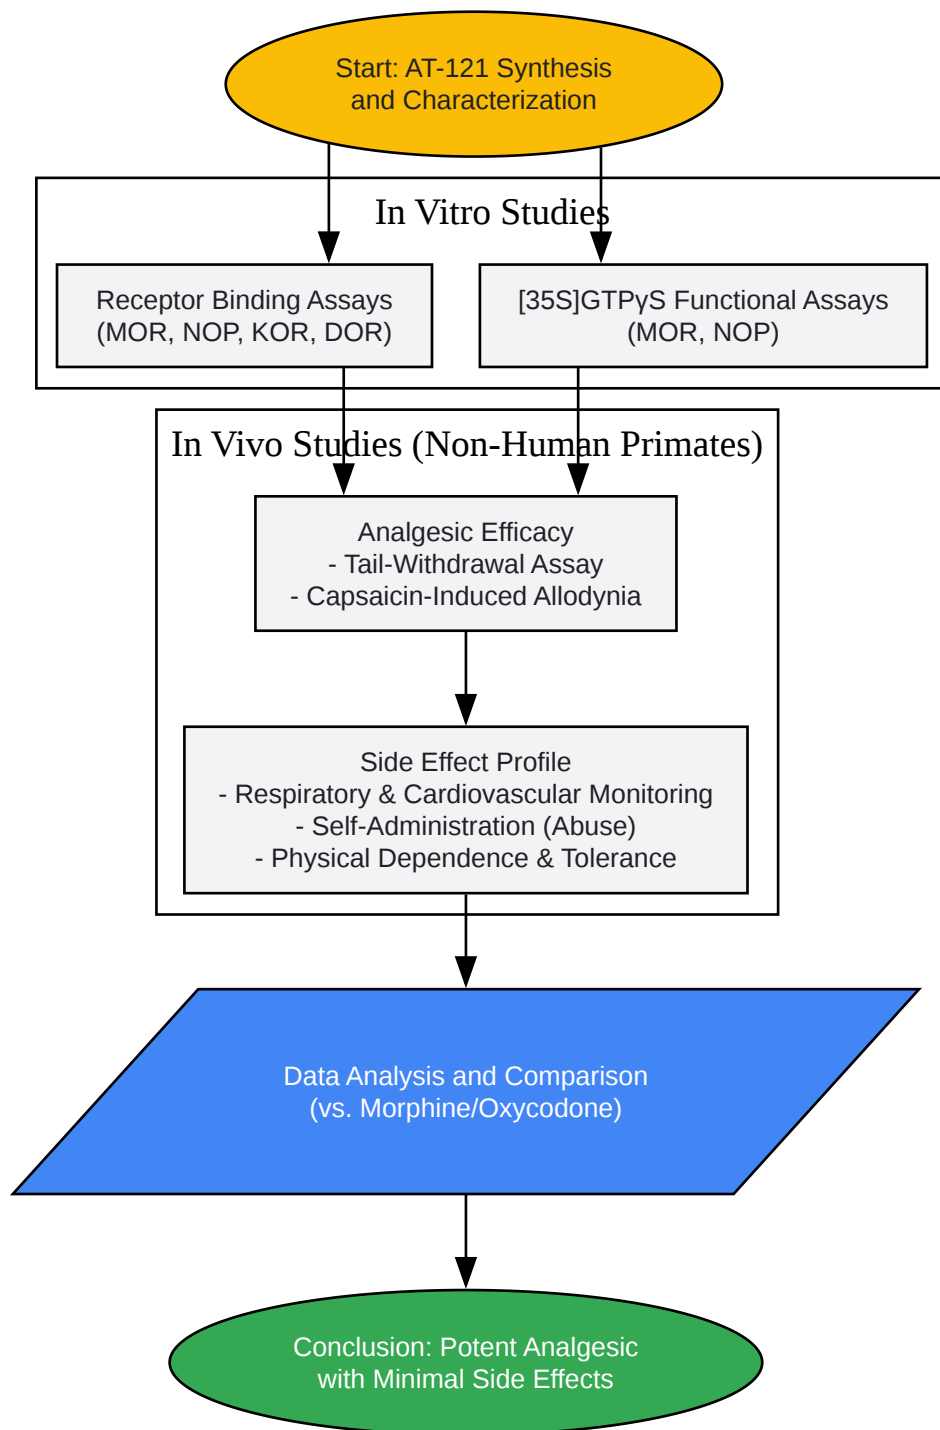 Start: AT-121 Synthesis
and Characterization
In Vitro Studies
Receptor Binding Assays
(MOR, NOP, KOR, DOR)
[35S]GTPγS Functional Assays
(MOR, NOP)
In Vivo Studies (Non-Human Primates)
Analgesic Efficacy
- Tail-Withdrawal Assay
- Capsaicin-Induced Allodynia
Side Effect Profile
- Respiratory & Cardiovascular Monitoring
- Self-Administration (Abuse)
- Physical Dependence & Tolerance
Data Analysis and Comparison
(vs. Morphine/Oxycodone)
Conclusion: Potent Analgesic
with Minimal Side Effects